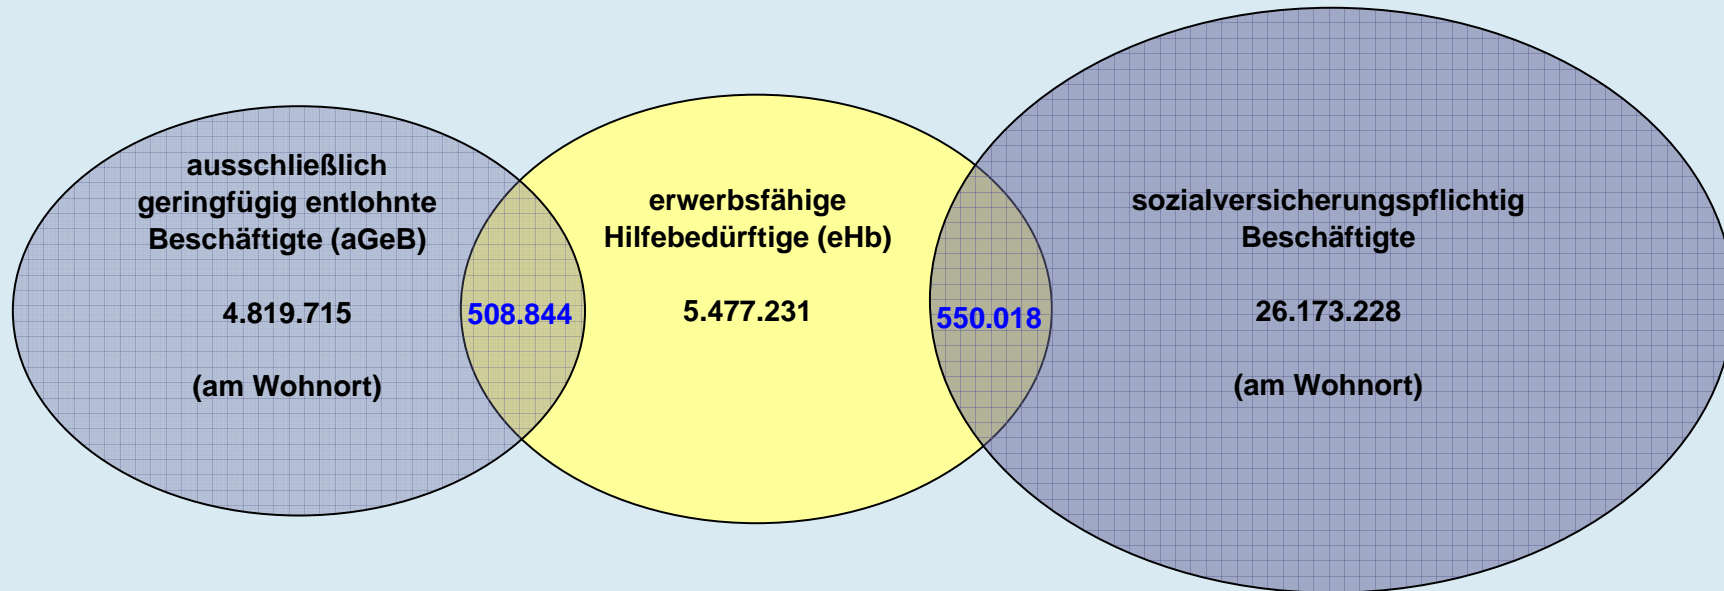 ausschließlich
geringfügig entlohnte
Beschäftigte (aGeB)
4.819.715
(am Wohnort)
508.844
erwerbsfähige
Hilfebedürftige (eHb)
5.477.231
550.018
sozialversicherungspflichtig
Beschäftigte
26.173.228
(am Wohnort)